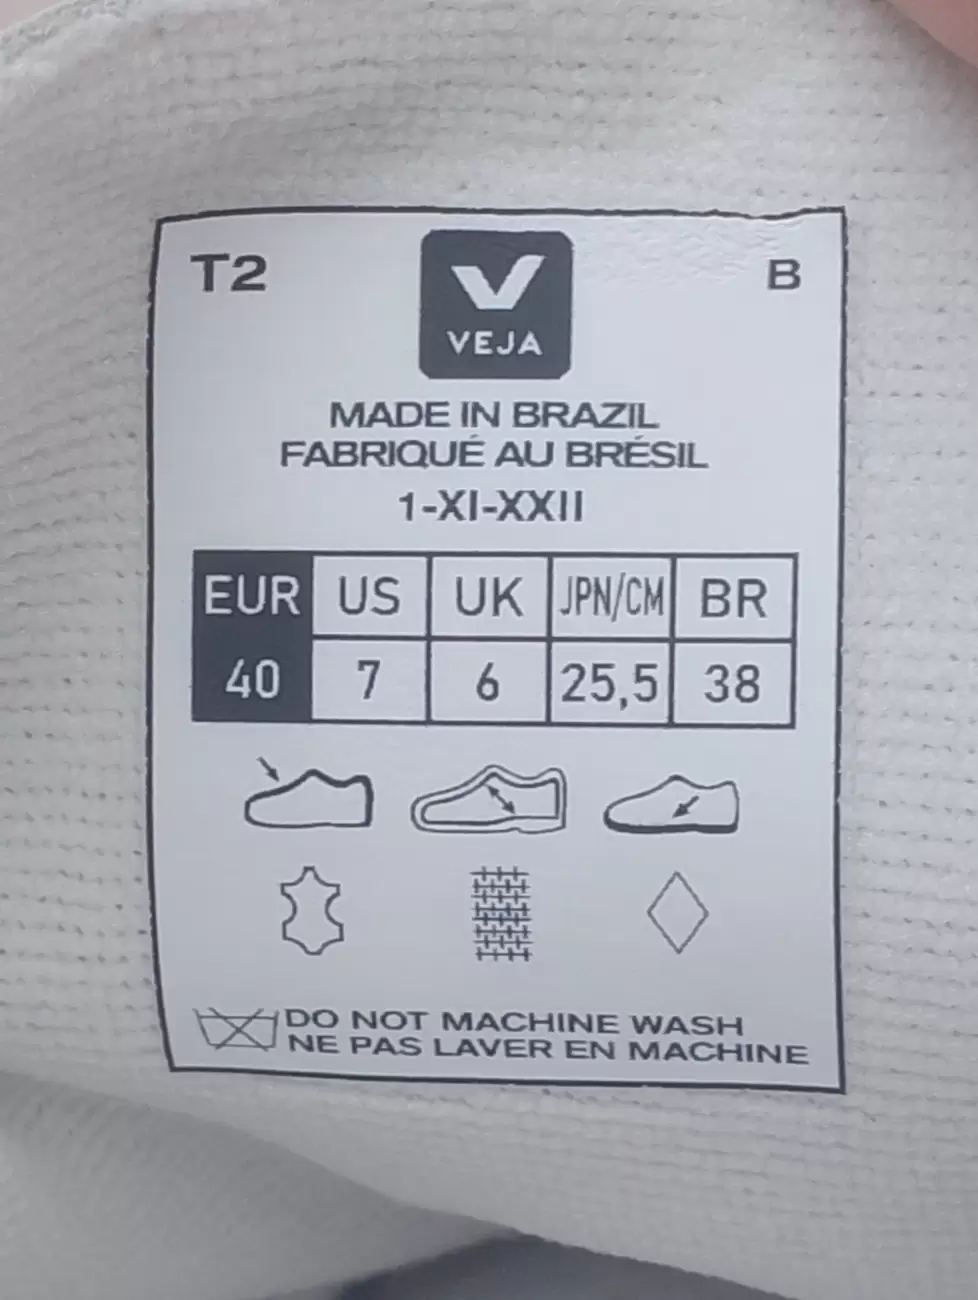 T2 B
VEJA
MADE IN BRAZIL
FABRIQUÉ AU BRÉSIL
1-XI-XXII
EUR US UK JPN/CM BR
40 7 6 25,5 38
DO NOT MACHINE WASH
NE PAS LAVER EN MACHINE